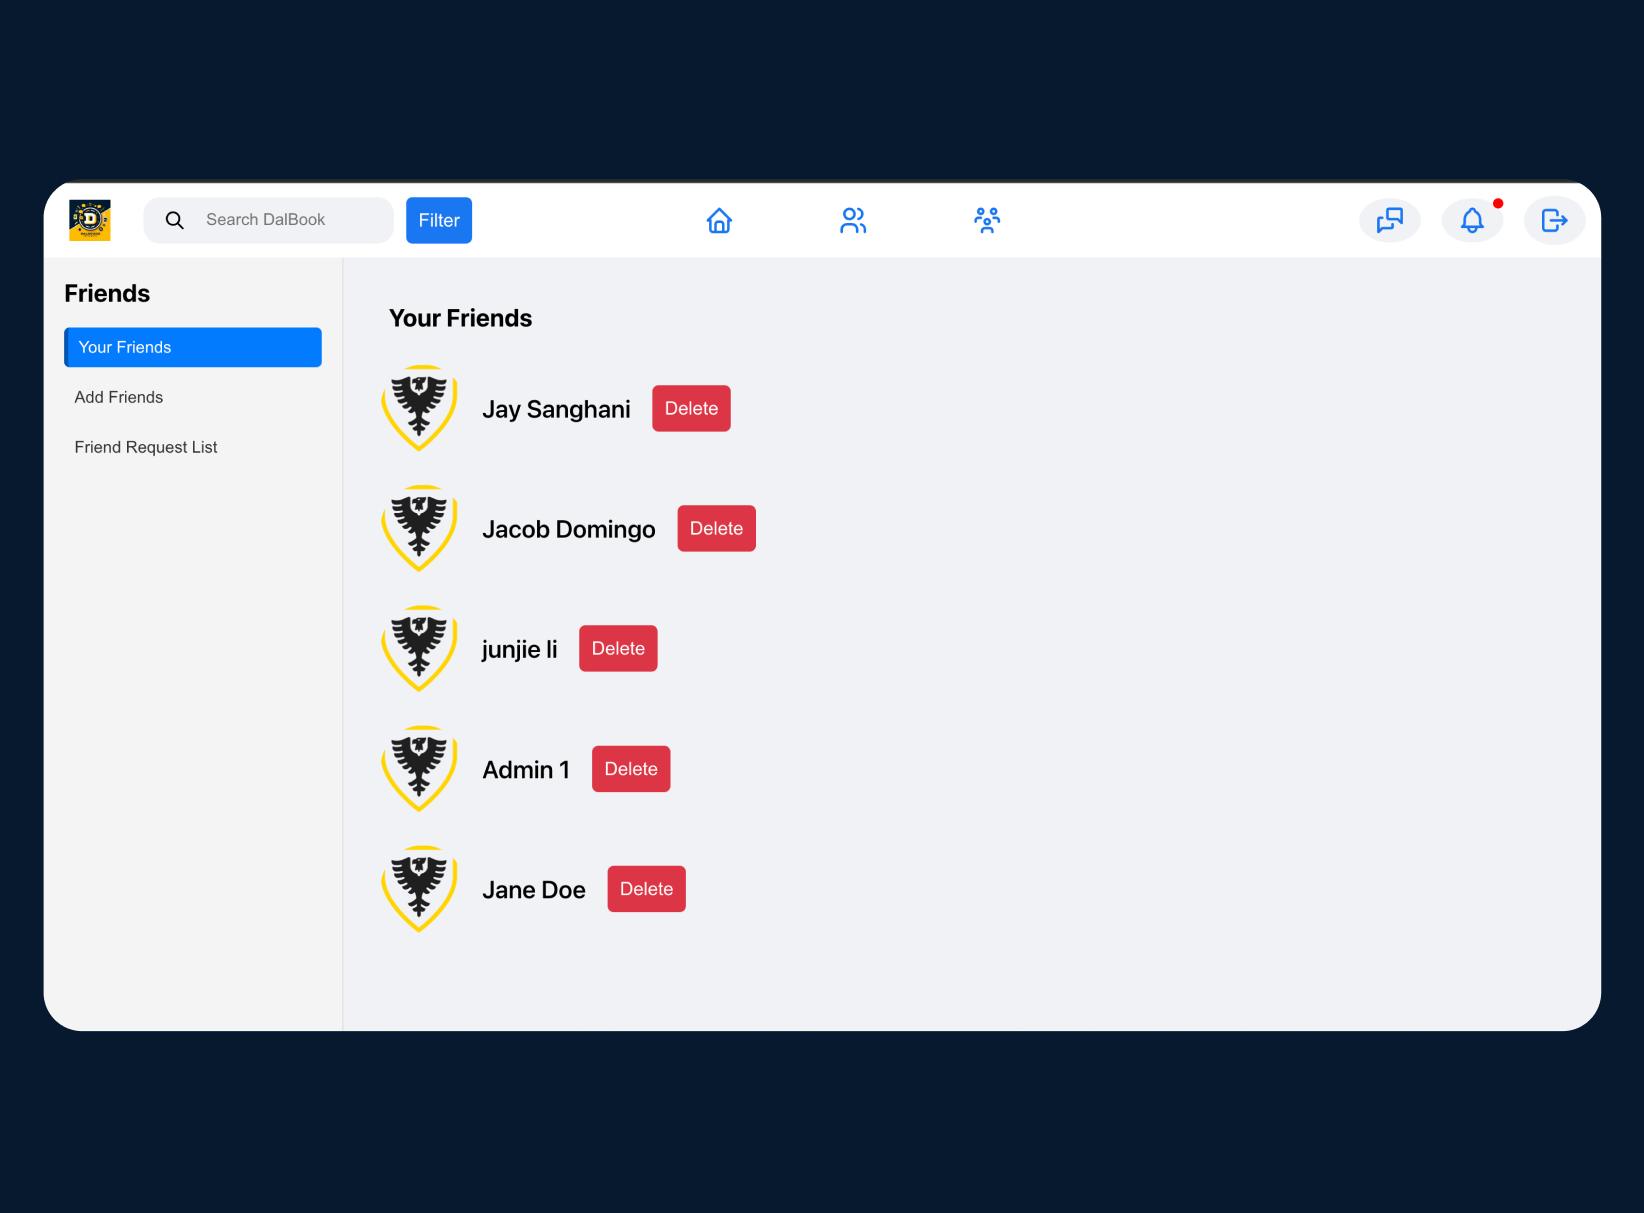 Search DalBook
Filter
Friends
Your Friends
Add Friends
Friend Request List
Your Friends
Jay Sanghani Delete
Jacob Domingo Delete
junjie li Delete
Admin 1 Delete
Jane Doe Delete